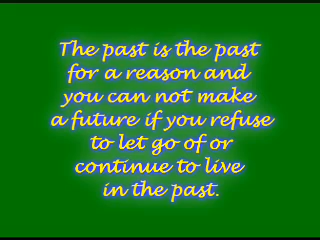 The past is the past
for a reason and
you can not make
a future if you refuse
to let go of or
continue to live
in the past.